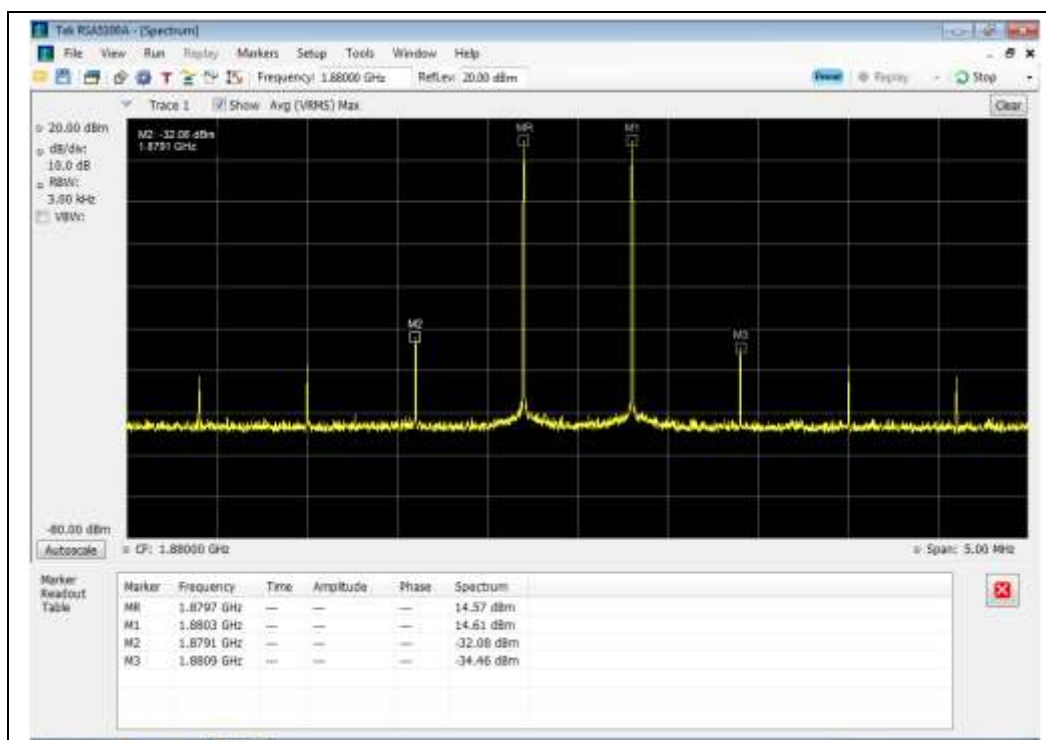 Tek RSA5100A - [Spectrum]
File View Run Replay Markers Setup Tools Window Help
Frequency: 1.88000 GHz RefLev: 20.00 dBm Preset Replay Stop
Trace 1 Show Avg (VRMS) Max Clear
20.00 dBm
dB/div:
10.0 dB
RBW:
3.00 kHz
VBW:
-80.00 dBm
M2: -32.08 dBm
1.8791 GHz
MR M1
M2
M3
Autoscale CF: 1.88000 GHz Span: 5.00 MHz
Marker Readout Table
Marker Frequency Time Amplitude Phase Spectrum
MR 1.8797 GHz --- --- --- 14.57 dBm
M1 1.8803 GHz --- --- --- 14.61 dBm
M2 1.8791 GHz --- --- --- -32.08 dBm
M3 1.8809 GHz --- --- --- -34.46 dBm